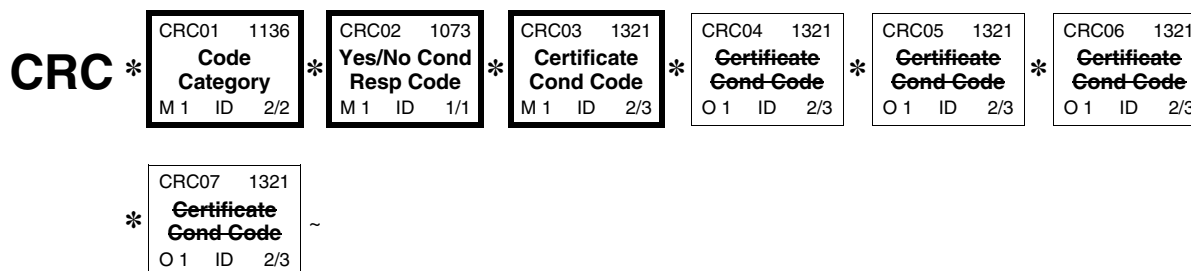 CRC01 1136 CRC02 1073 CRC03 1321 CRC04 1321 CRC05 1321 CRC06 1321
Code Yes/No Cond Certificate Certificate Certificate Certificate
CRC * Category * Resp Code * Cond Code * Cond Code * Cond Code * Cond Code
M 1 ID 2/2 M 1 ID 1/1 M 1 ID 2/3 O 1 ID 2/3 O 1 ID 2/3 O 1 ID 2/3
CRC07 1321
Certificate
* Cond Code ~
O 1 ID 2/3